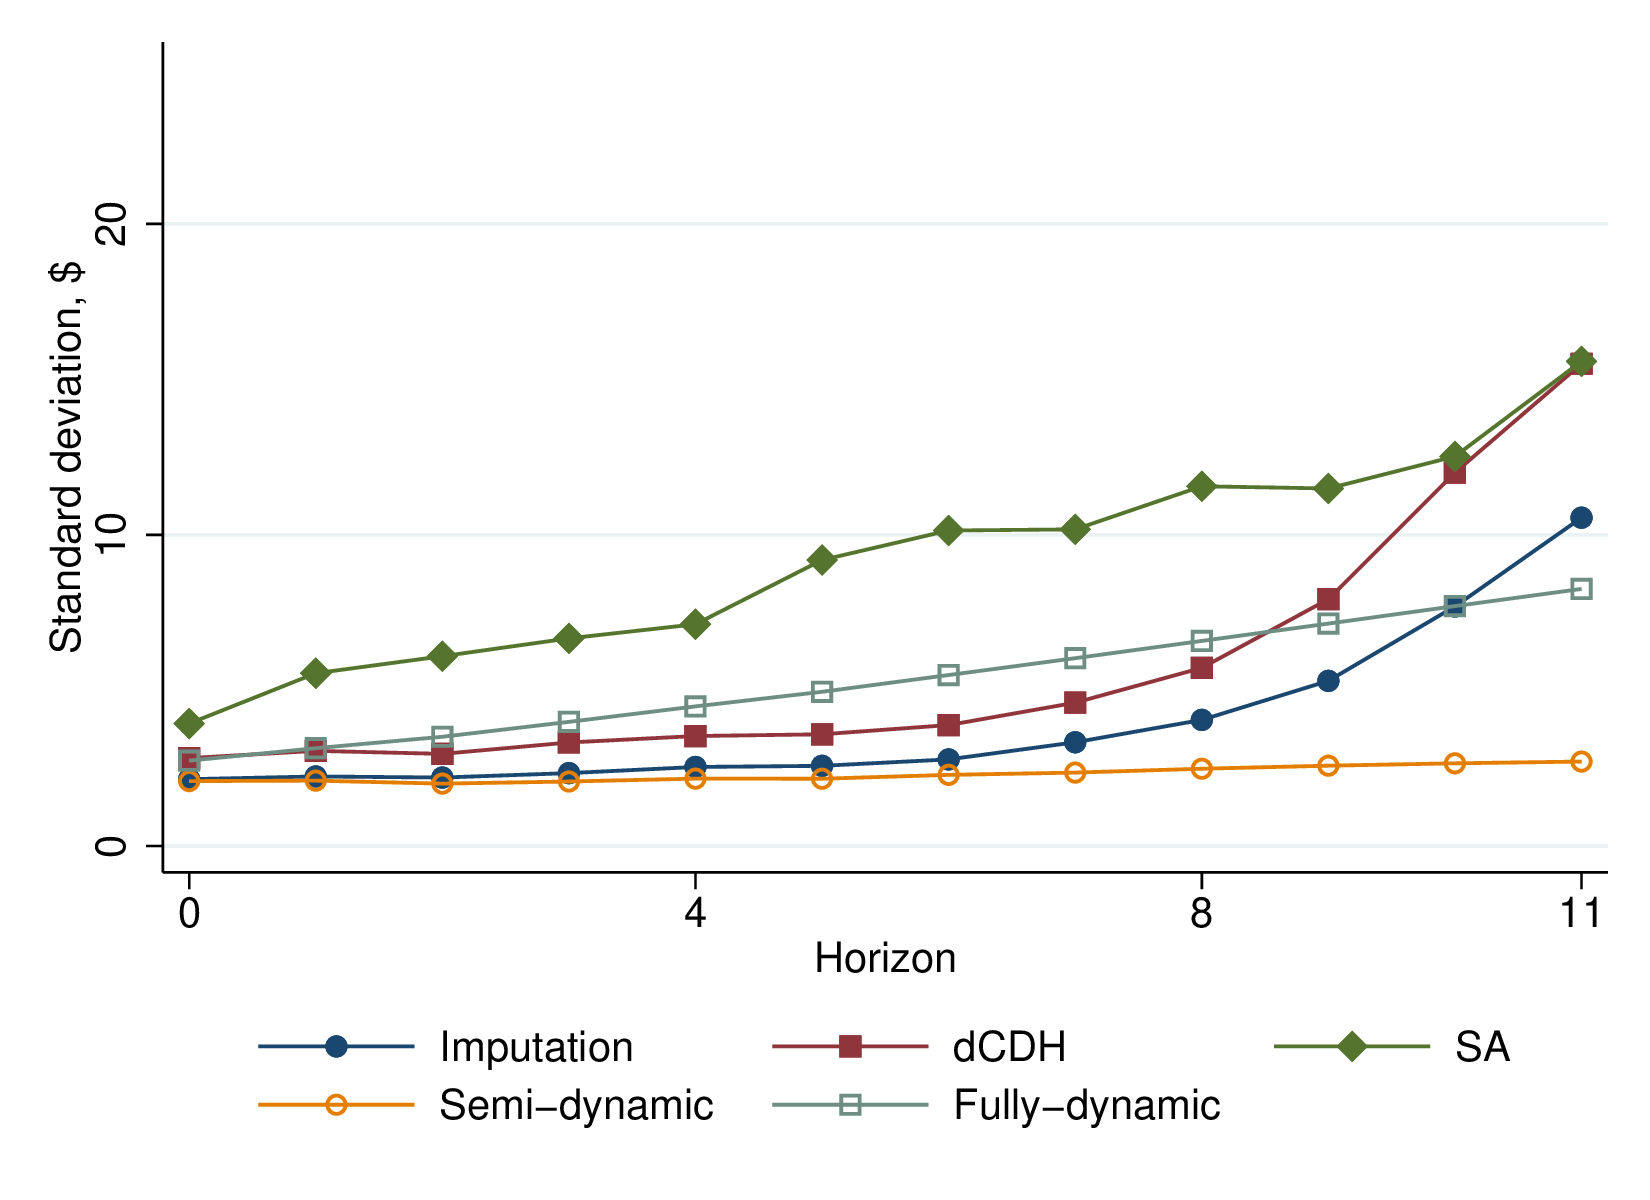 Standard deviation, $
20
10
0
0 4 8 11
Horizon
Imputation dCDH SA
Semi−dynamic Fully−dynamic